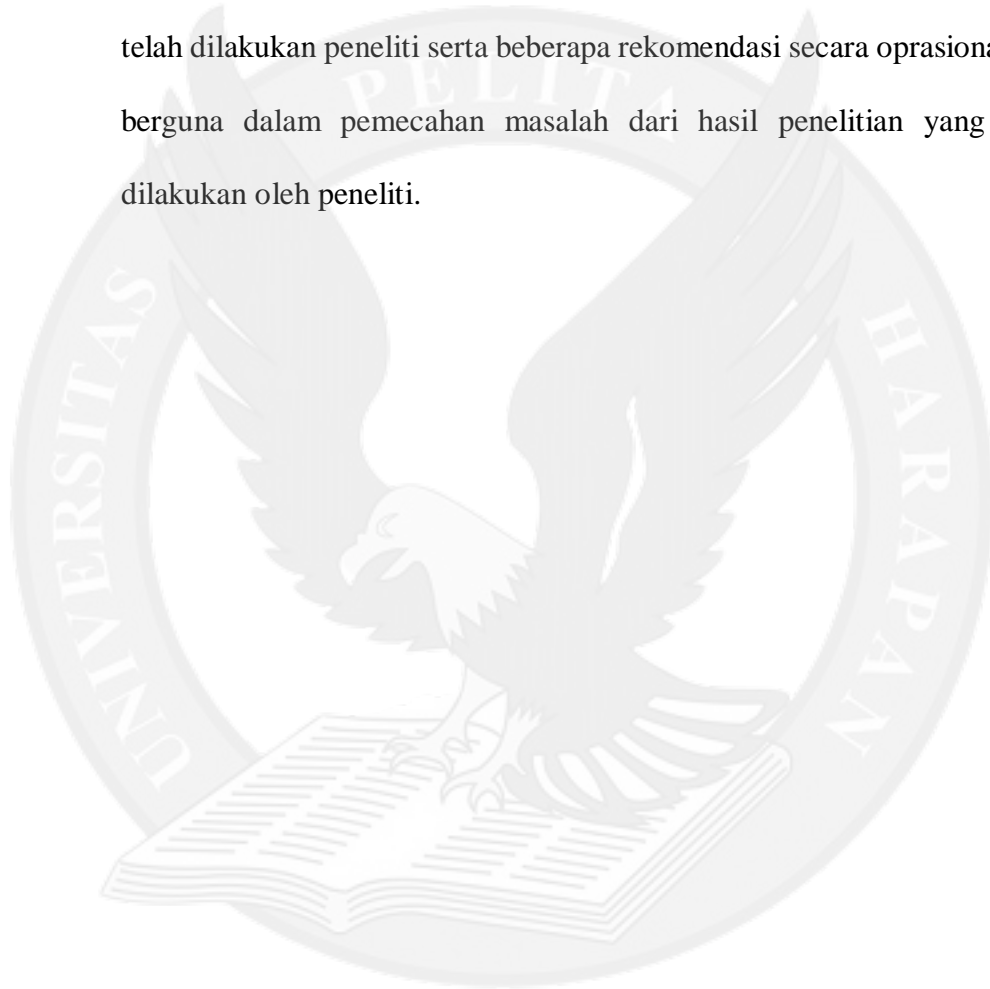 telah dilakukan peneliti serta beberapa rekomendasi secara oprasiona
berguna dalam pemecahan masalah dari hasil penelitian yang
dilakukan oleh peneliti.
UNIVERSITAS PELITA HARAPAN